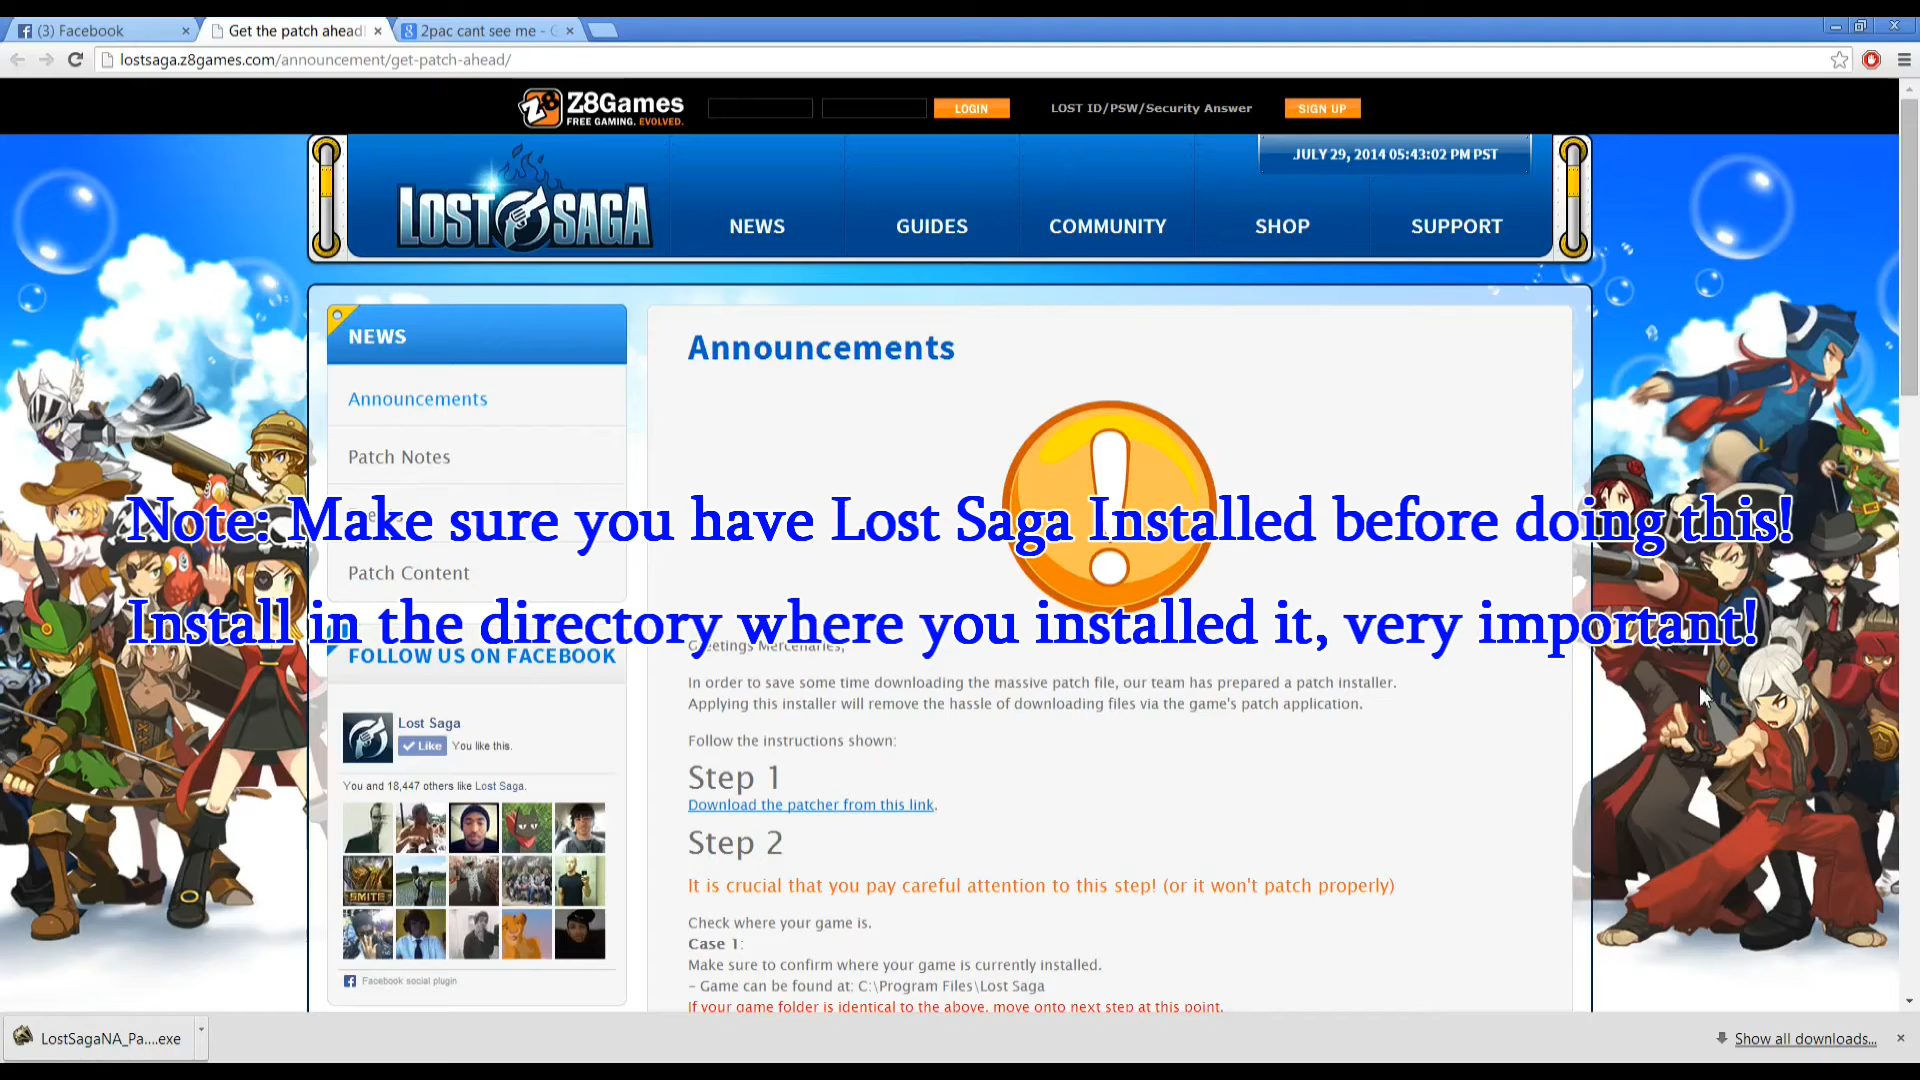 (3) Facebook
Get the patch ahead!
2pac cant see me - G
lostsaga.z8games.com/announcement/get-patch-ahead/
Z8Games
FREE GAMING. EVOLVED.
LOGIN
LOST ID/PSW/Security Answer
SIGN UP
JULY 29, 2014 05:43:02 PM PST
LOST SAGA
NEWS
GUIDES
COMMUNITY
SHOP
SUPPORT
NEWS
Announcements
Patch Notes
Patch Content
FOLLOW US ON FACEBOOK
Lost Saga
Like
You like this.
You and 18,447 others like Lost Saga.
SMITE
Facebook social plugin
Announcements
Note: Make sure you have Lost Saga Installed before doing this!
Install in the directory where you installed it, very important!
Greetings Mercenaries,
In order to save some time downloading the massive patch file, our team has prepared a patch installer.
Applying this installer will remove the hassle of downloading files via the game's patch application.
Follow the instructions shown:
Step 1
Download the patcher from this link.
Step 2
It is crucial that you pay careful attention to this step! (or it won't patch properly)
Check where your game is.
Case 1:
Make sure to confirm where your game is currently installed.
- Game can be found at: C:\Program Files\Lost Saga
If your game folder is identical to the above, move onto next step at this point.
LostSagaNA_Pa....exe
Show all downloads...